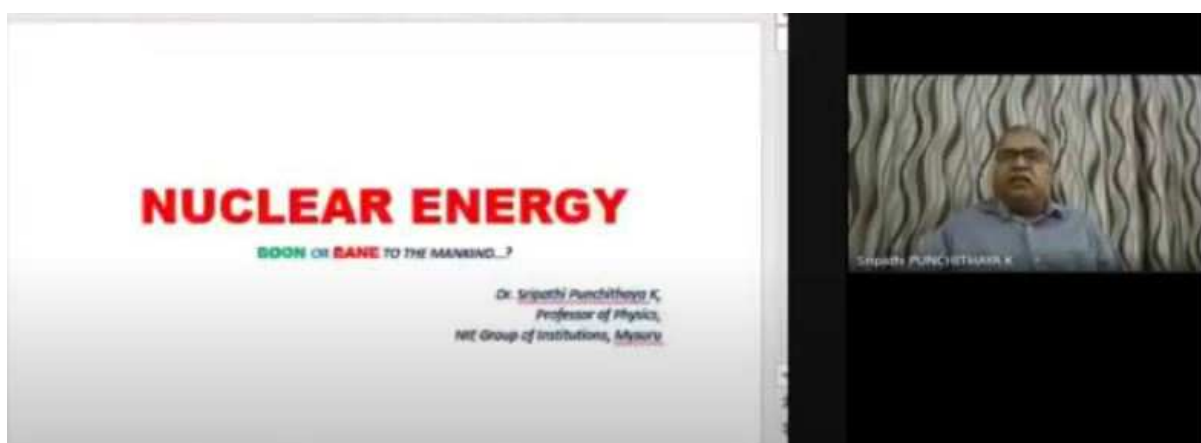 NUCLEAR ENERGY
BOON OR BANE TO THE MANKIND...?
Dr. Sripathi Punchithaya K,
Professor of Physics,
NIE Group of Institutions, Mysuru
Sripathi PUNCHITHAYA K